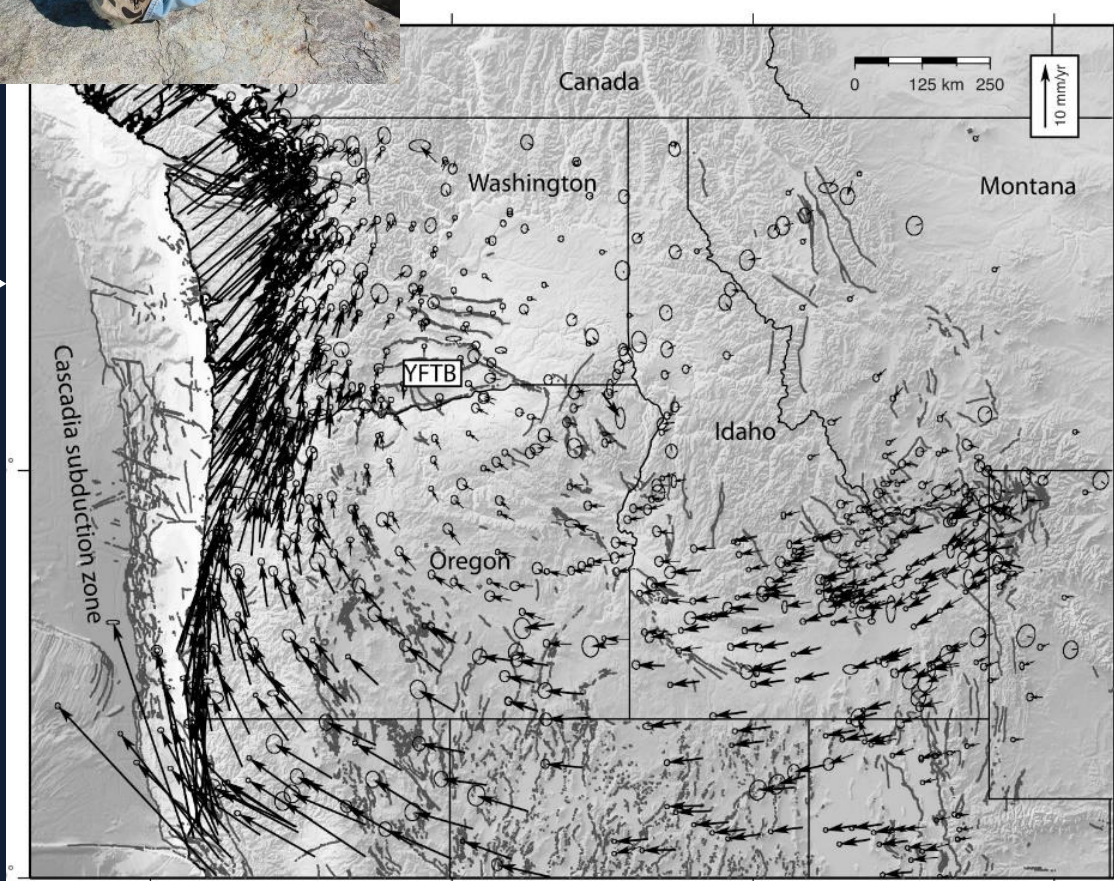 Canada
0 125 km 250
10 mm/yr
Washington
Montana
Cascadia subduction zone
YFTB
Idaho
Oregon